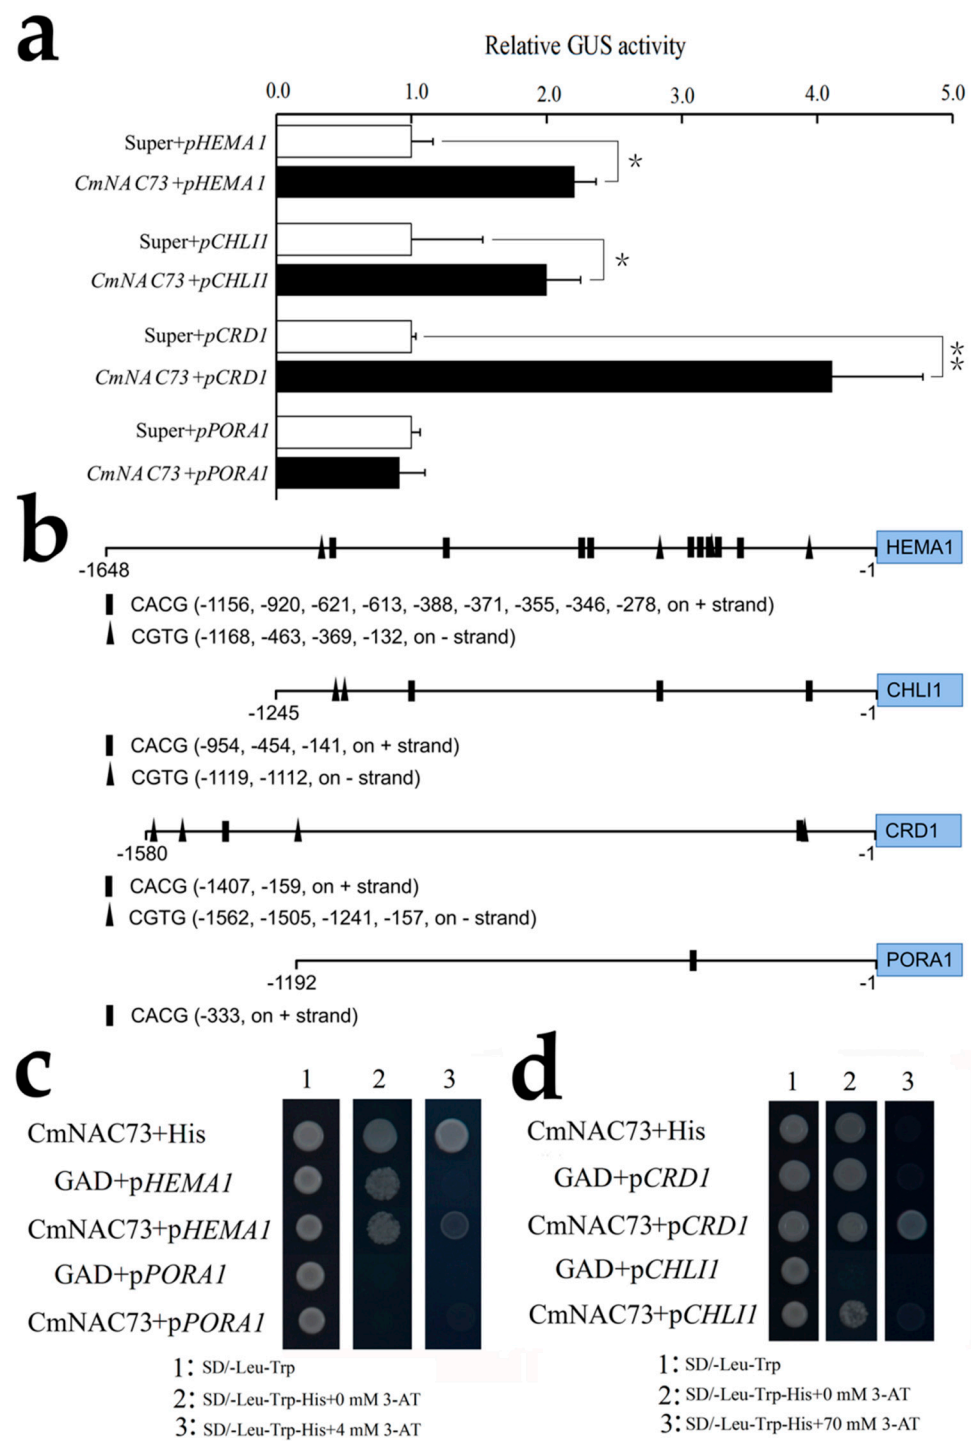 a
Relative GUS activity
0.0 1.0 2.0 3.0 4.0 5.0
Super+pHEMA1
*
CmNAC73+pHEMA1
Super+pCHLI1
*
CmNAC73+pCHLI1
Super+pCRD1
**
CmNAC73+pCRD1
Super+pPORA1
CmNAC73+pPORA1
b
HEMA1
-1648 -1
CACG (-1156, -920, -621, -613, -388, -371, -355, -346, -278, on + strand)
CGTG (-1168, -463, -369, -132, on - strand)
CHLI1
-1245 -1
CACG (-954, -454, -141, on + strand)
CGTG (-1119, -1112, on - strand)
CRD1
-1580 -1
CACG (-1407, -159, on + strand)
CGTG (-1562, -1505, -1241, -157, on - strand)
PORA1
-1192 -1
CACG (-333, on + strand)
c
1 2 3
CmNAC73+His
GAD+pHEMA1
CmNAC73+pHEMA1
GAD+pPORA1
CmNAC73+pPORA1
1: SD/-Leu-Trp
2: SD/-Leu-Trp-His+0 mM 3-AT
3: SD/-Leu-Trp-His+4 mM 3-AT
d
1 2 3
CmNAC73+His
GAD+pCRD1
CmNAC73+pCRD1
GAD+pCHLI1
CmNAC73+pCHLI1
1: SD/-Leu-Trp
2: SD/-Leu-Trp-His+0 mM 3-AT
3: SD/-Leu-Trp-His+70 mM 3-AT